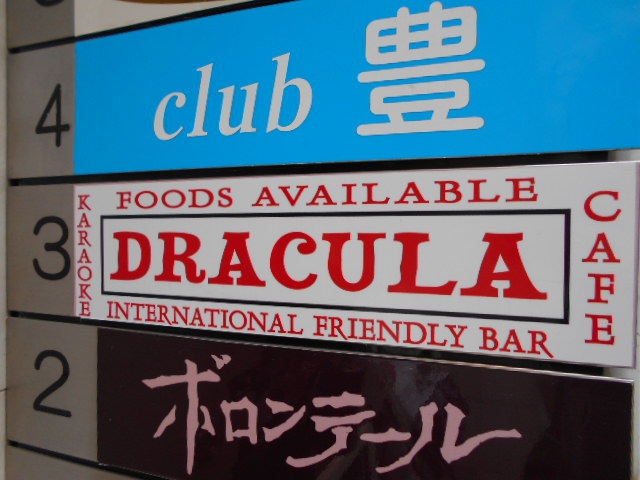 4
club 豊
3
KARAOKE
FOODS AVAILABLE
DRACULA
INTERNATIONAL FRIENDLY BAR
CAFE
2
ボロンテール